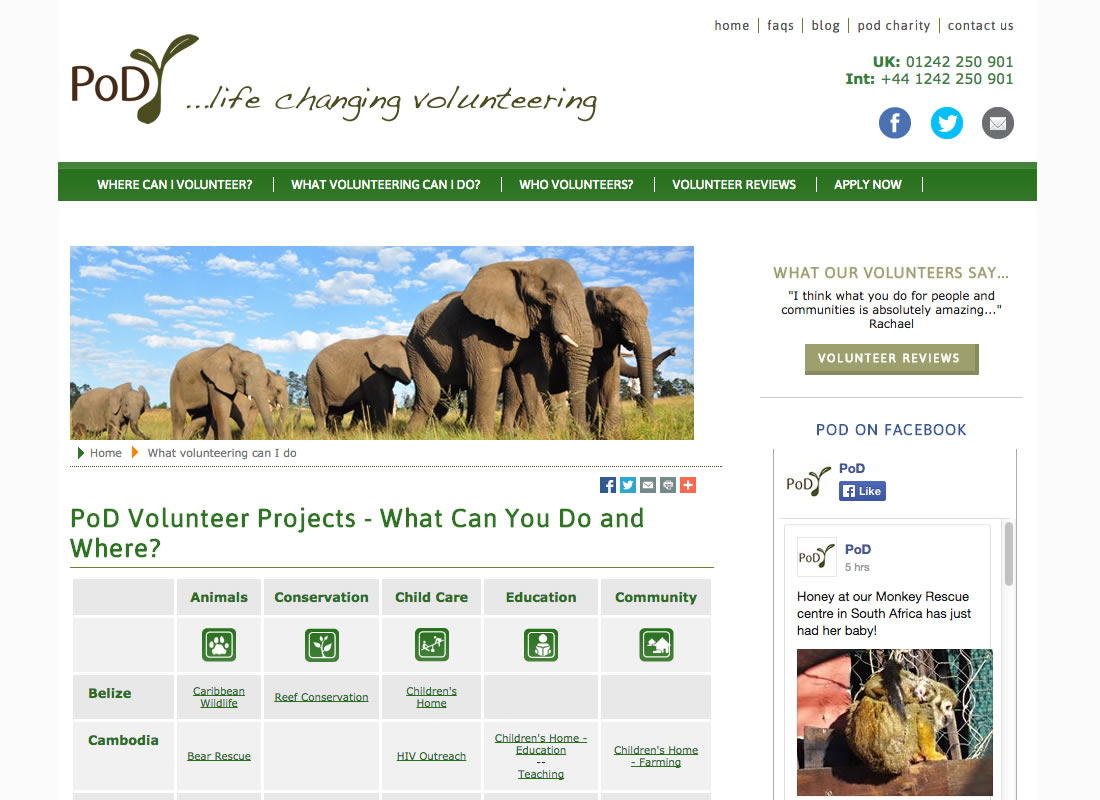 home | faqs | blog | pod charity | contact us
PoD
...life changing volunteering
UK: 01242 250 901
Int: +44 1242 250 901
WHERE CAN I VOLUNTEER? | WHAT VOLUNTEERING CAN I DO? | WHO VOLUNTEERS? | VOLUNTEER REVIEWS | APPLY NOW |
Home What volunteering can I do
PoD Volunteer Projects - What Can You Do and
Where?
Animals Conservation Child Care Education Community
Belize
Caribbean
Wildlife
Reef Conservation
Children's
Home
Cambodia
Bear Rescue
HIV Outreach
Children's Home -
Education
--
Teaching
Children's Home
- Farming
WHAT OUR VOLUNTEERS SAY...
"I think what you do for people and
communities is absolutely amazing..."
Rachael
VOLUNTEER REVIEWS
POD ON FACEBOOK
PoD
PoD
Like
PoD
PoD
5 hrs
Honey at our Monkey Rescue
centre in South Africa has just
had her baby!